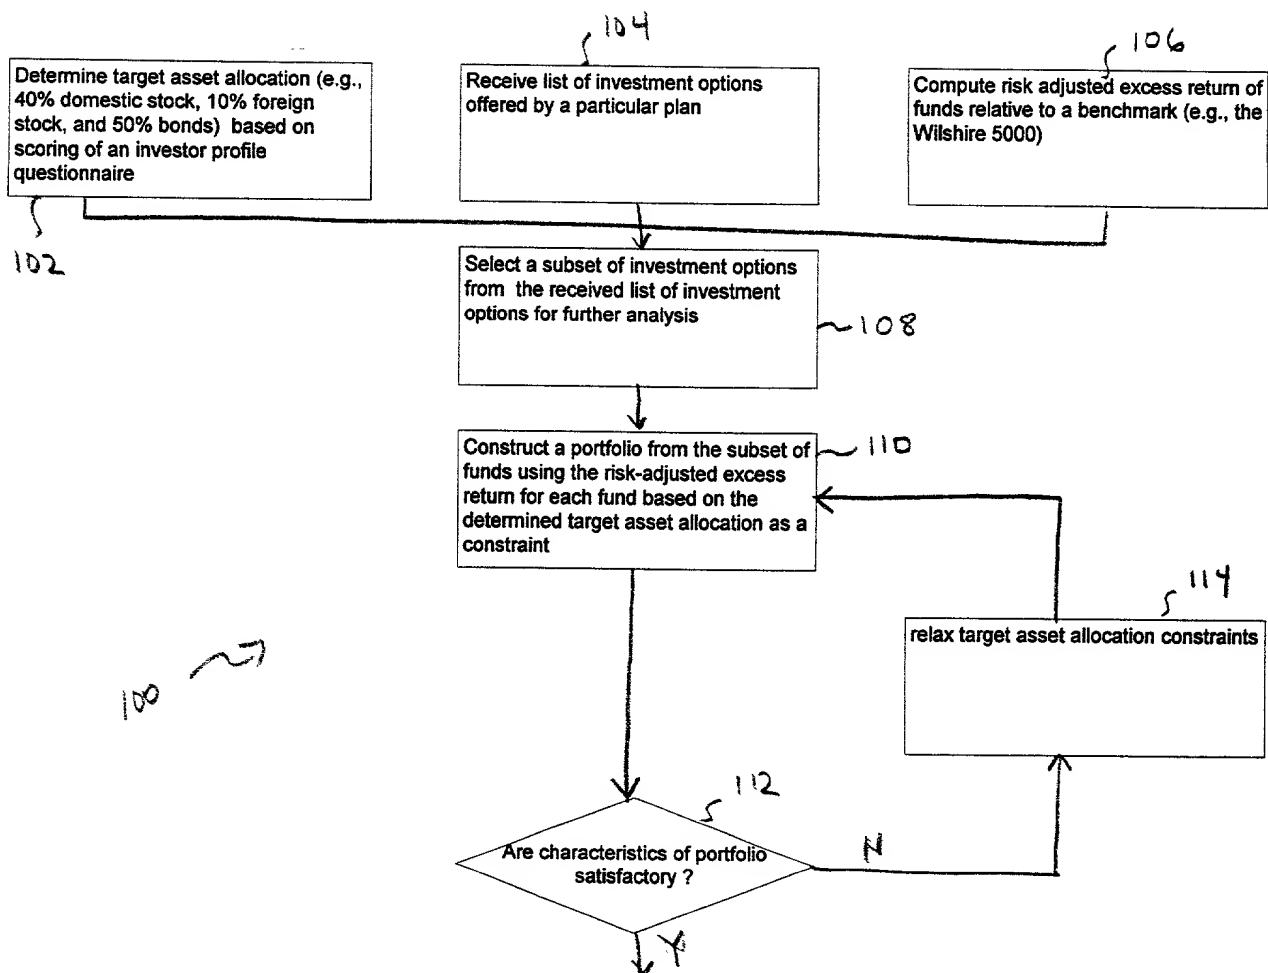 104
106
Determine target asset allocation (e.g.,
40% domestic stock, 10% foreign
stock, and 50% bonds) based on
scoring of an investor profile
questionnaire
Receive list of investment options
offered by a particular plan
Compute risk adjusted excess return of
funds relative to a benchmark (e.g., the
Wilshire 5000)
102
Select a subset of investment options
from the received list of investment
options for further analysis
108
Construct a portfolio from the subset of
funds using the risk-adjusted excess
return for each fund based on the
determined target asset allocation as a
constraint
110
114
relax target asset allocation constraints
100
112
Are characteristics of portfolio
satisfactory ?
N
Y